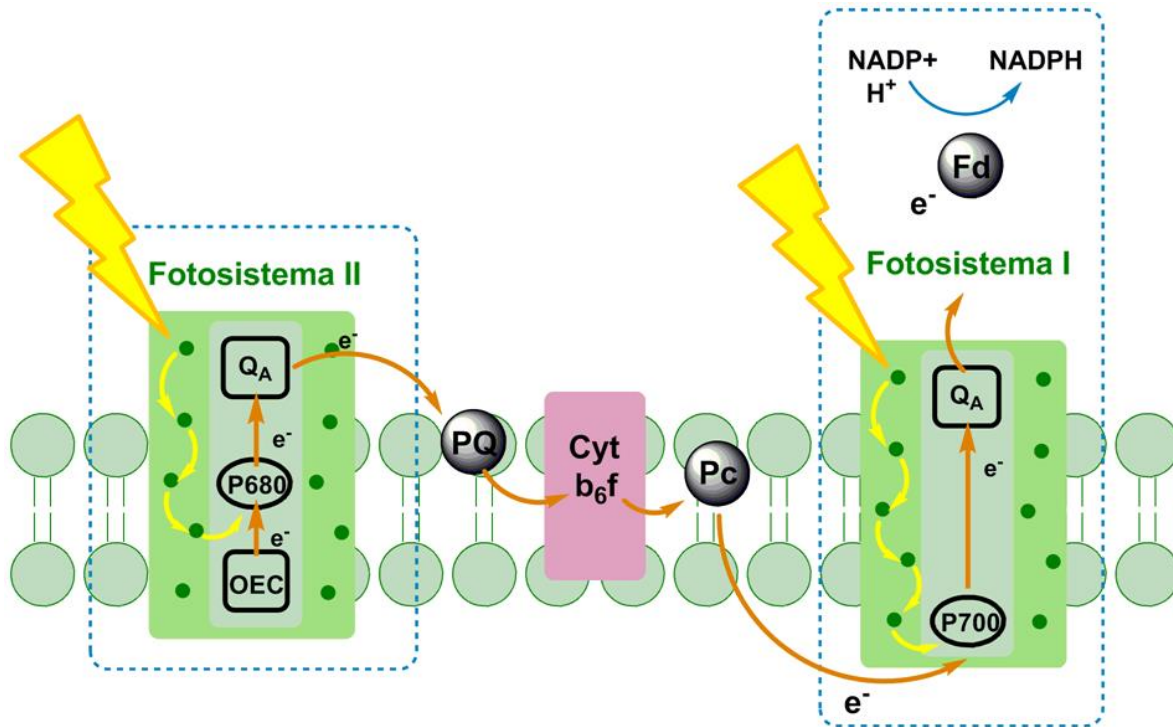 Fotosistema II
QA
e-
e-
P680
e-
OEC
PQ
Cyt
b6f
Pc
e-
NADP+
H+
NADPH
Fd
e-
Fotosistema I
QA
e-
P700